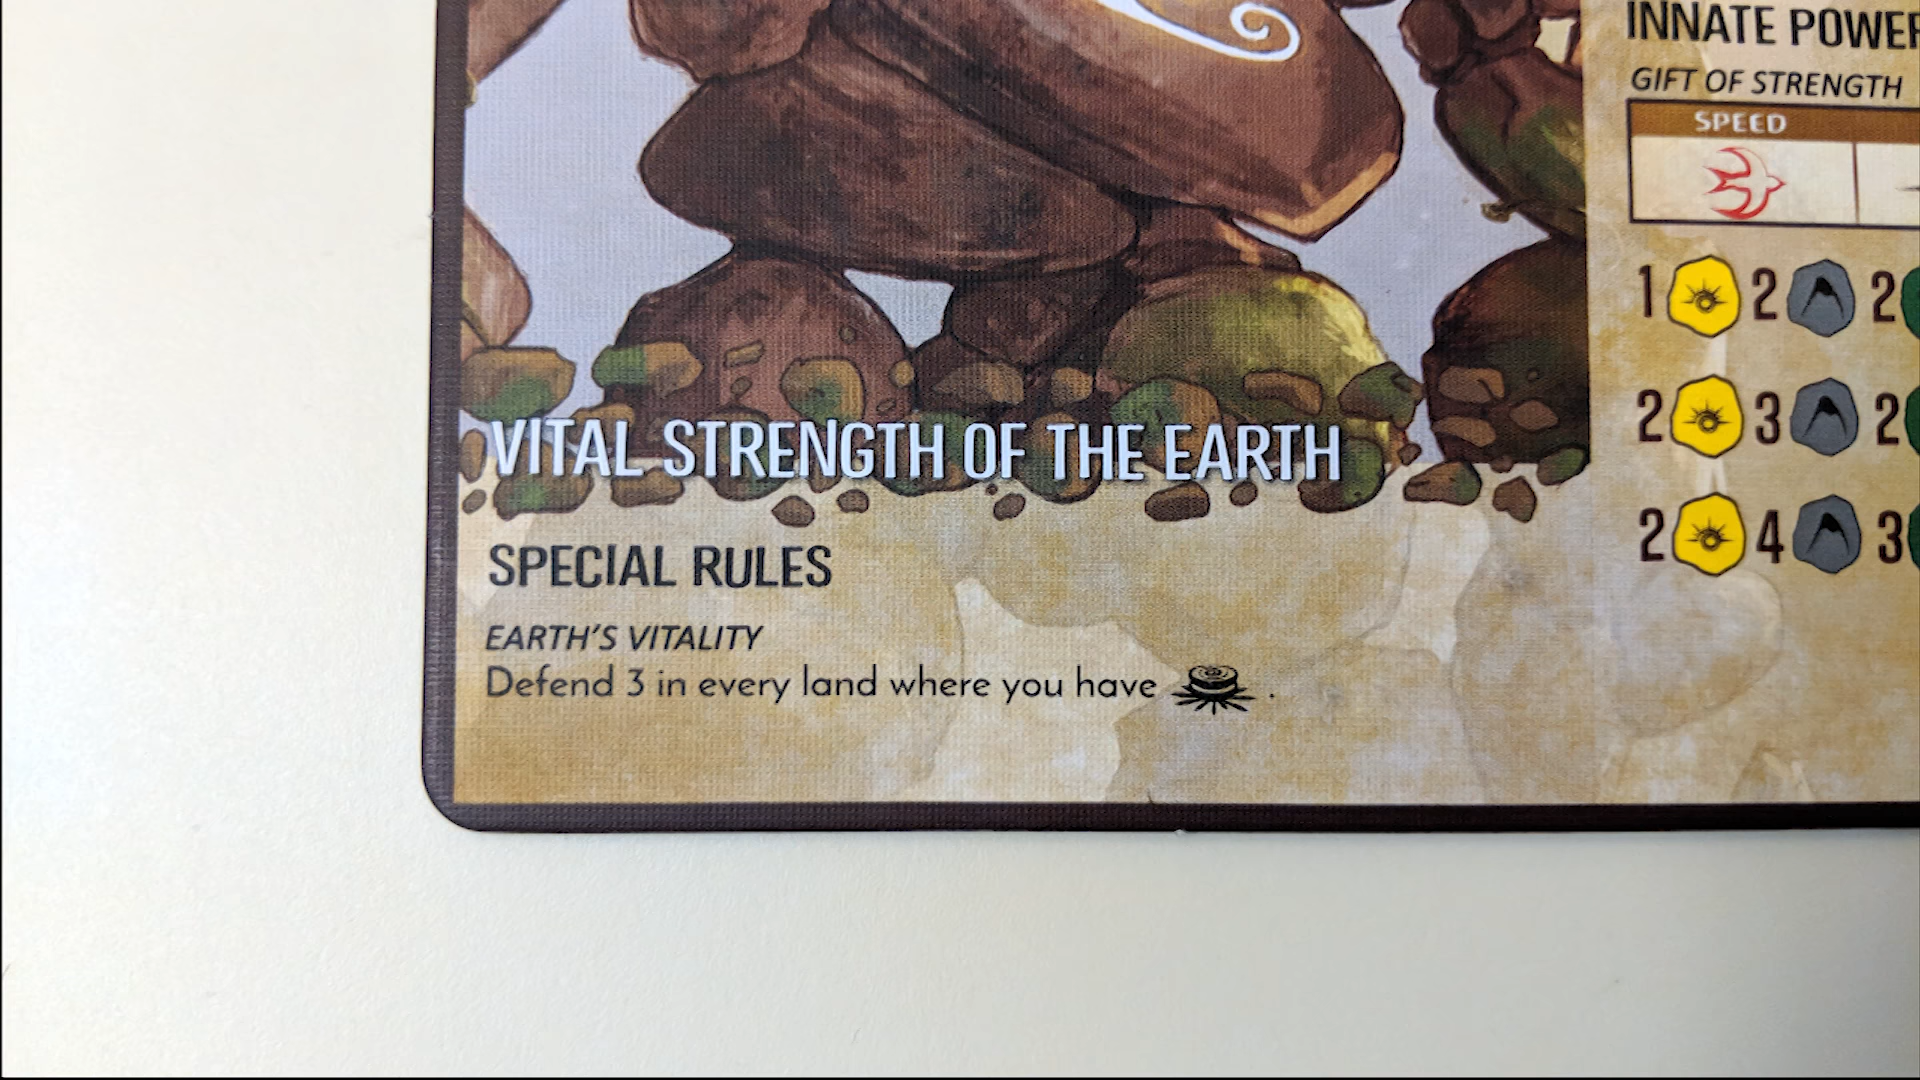 VITAL STRENGTH OF THE EARTH
SPECIAL RULES
EARTH'S VITALITY
Defend 3 in every land where you have .
INNATE POWER
GIFT OF STRENGTH
SPEED
1 2 2
2 3 2
2 4 3